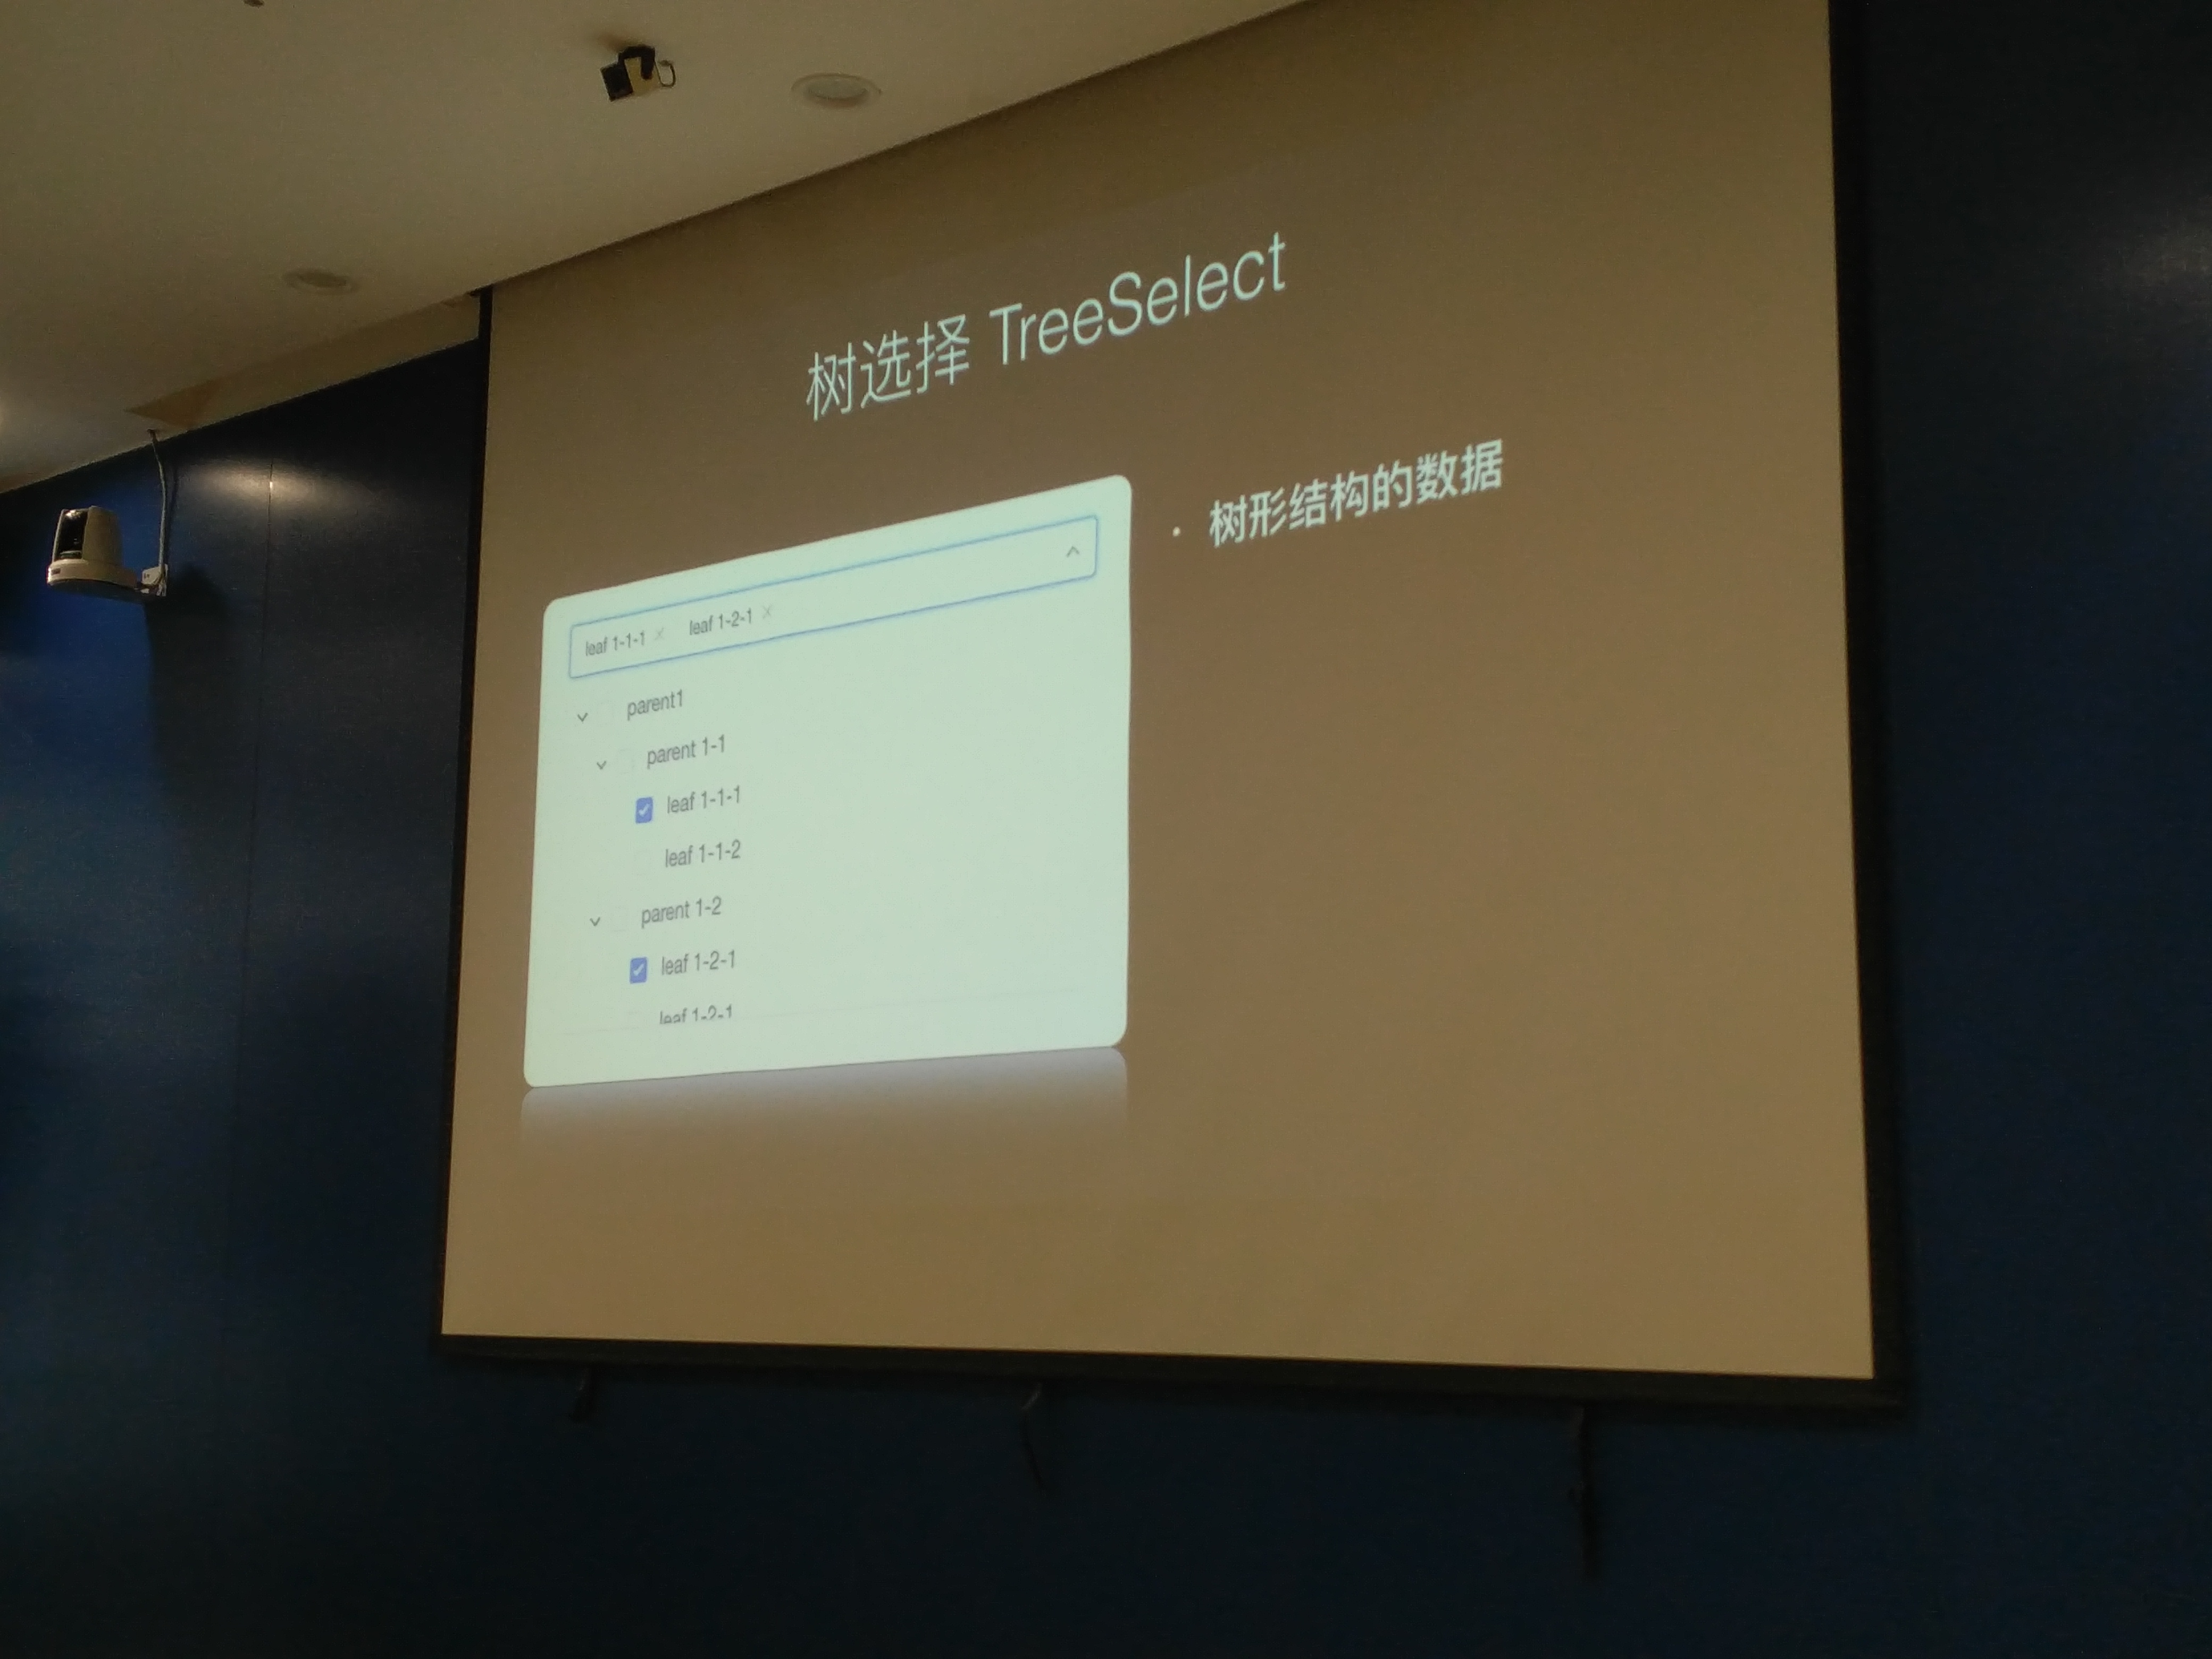 树选择 TreeSelect
leaf 1-1-1 × leaf 1-2-1 ×
parent1
parent 1-1
leaf 1-1-1
leaf 1-1-2
parent 1-2
leaf 1-2-1
leaf 1-2-1
· 树形结构的数据